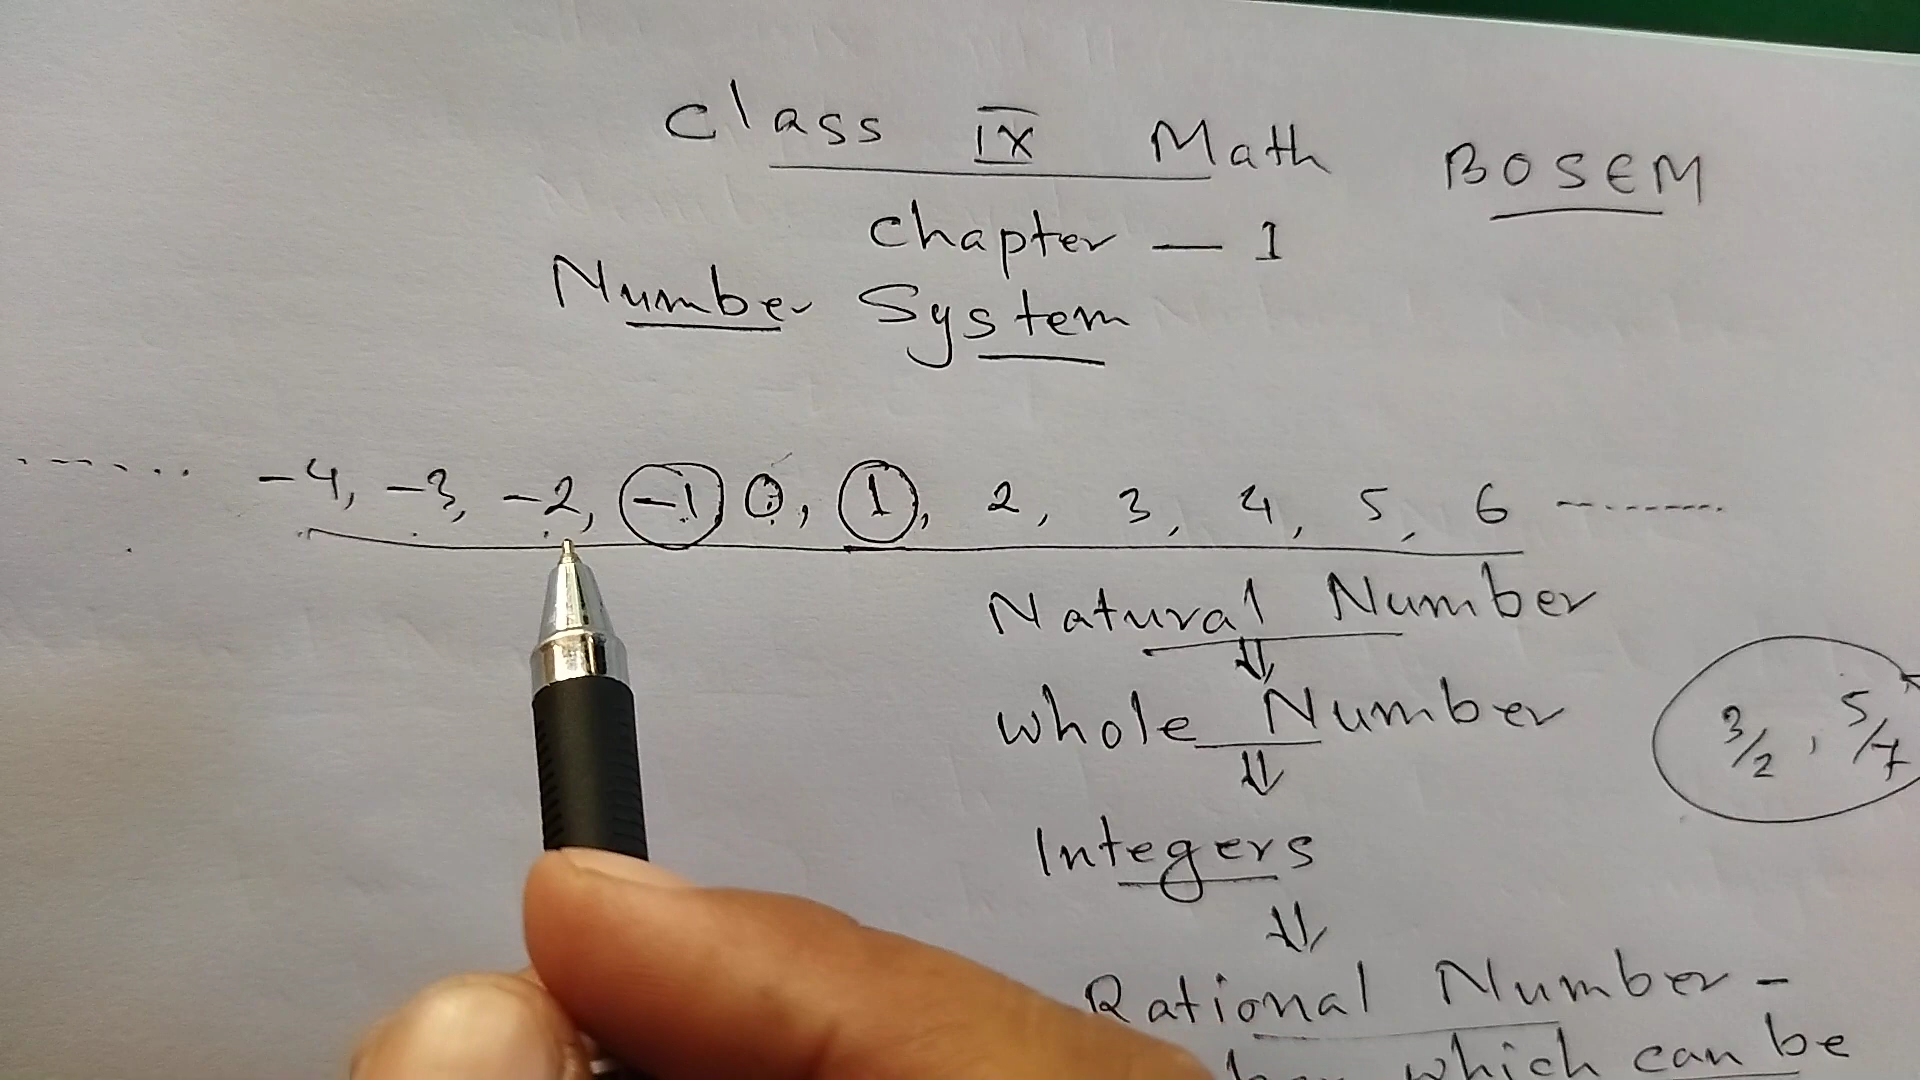 Class IX Math BOSEM
Chapter — 1
Number System
....... -4, -3, -2, -1 0, 1, 2, 3, 4, 5, 6 --------
Natural Number
⇓
whole Number
⇓
3/2, 5/7
Integers
⇓
Rational Number -
which can be